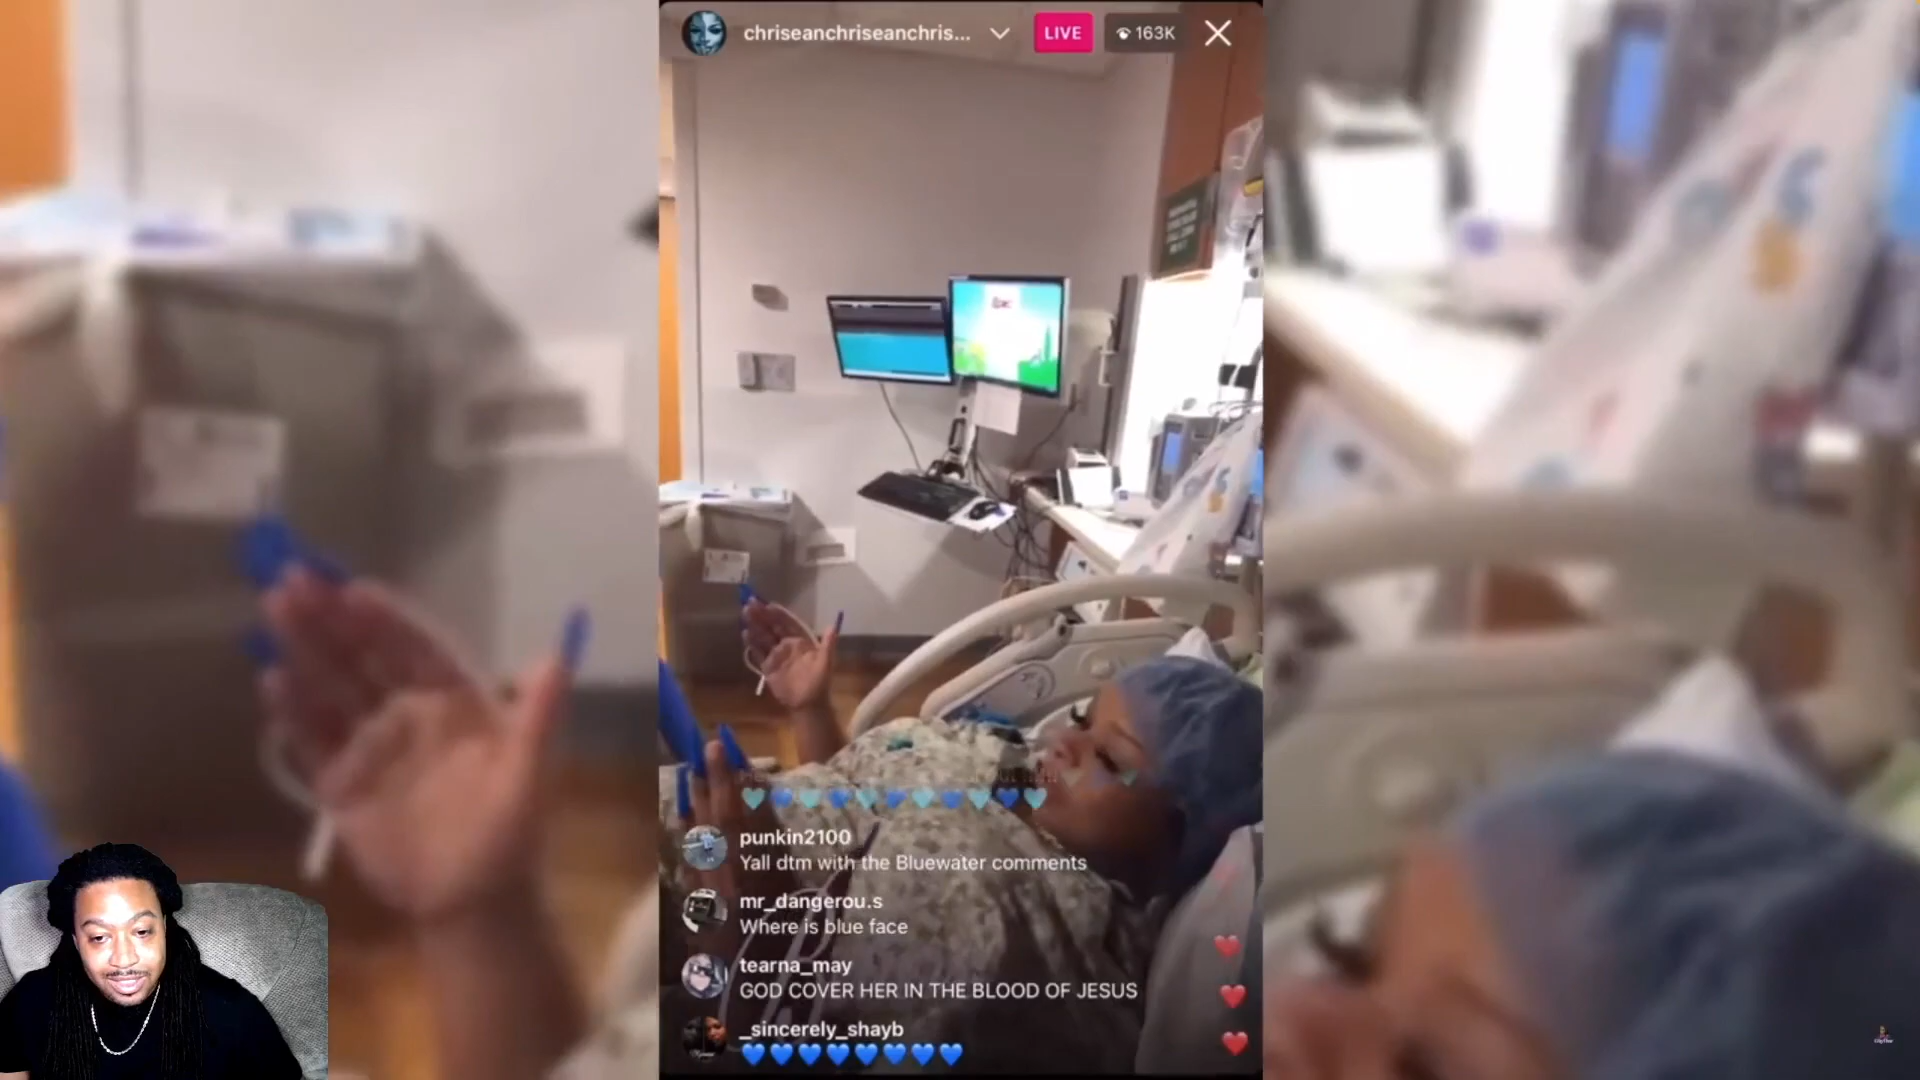 chriseanchriseanchris...
LIVE
163K
punkin2100
Yall dtm with the Bluewater comments
mr_dangerou.s
Where is blue face
tearna_may
GOD COVER HER IN THE BLOOD OF JESUS
_sincerely_shayb
💙💙💙💙💙💙💙💙